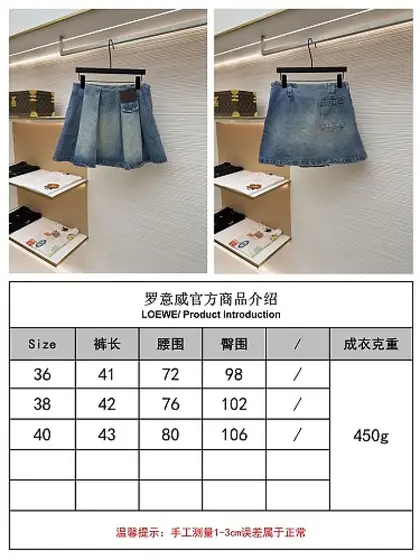 罗意威官方商品介绍
LOEWE/ Product Introduction
Size 裤长 腰围 臀围 / 成衣克重
36 41 72 98 /
38 42 76 102 /
40 43 80 106 / 450g
温馨提示：手工测量1-3cm误差属于正常